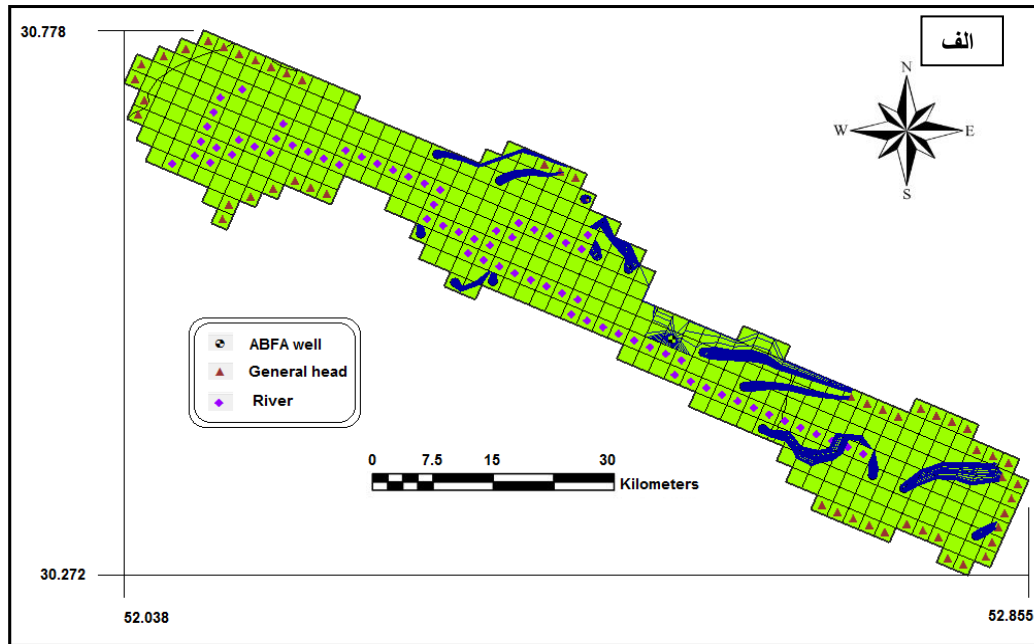 30.778
الف
N
W E
S
ABFA well
General head
River
0 7.5 15 30
Kilometers
30.272
52.038 52.855